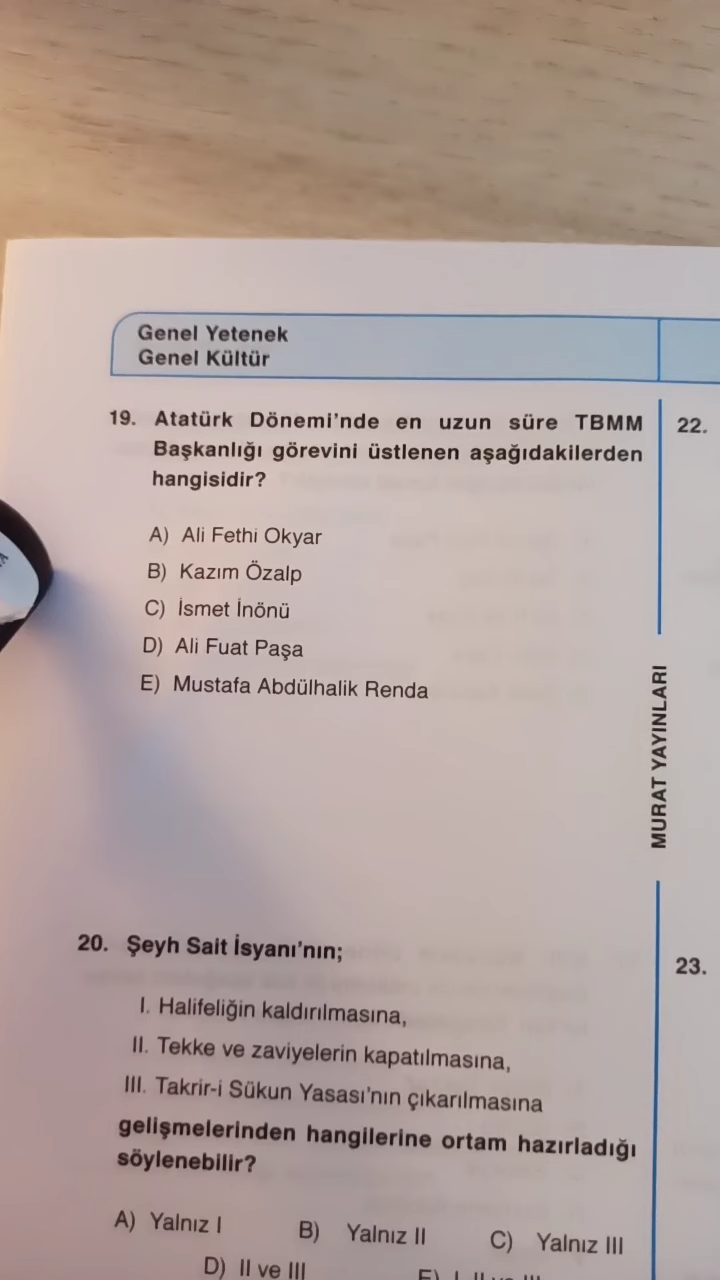 Genel Yetenek
Genel Kültür
19. Atatürk Dönemi'nde en uzun süre TBMM
Başkanlığı görevini üstlenen aşağıdakilerden
hangisidir?
A) Ali Fethi Okyar
B) Kazım Özalp
C) İsmet İnönü
D) Ali Fuat Paşa
E) Mustafa Abdülhalik Renda
20. Şeyh Sait İsyanı'nın;
I. Halifeliğin kaldırılmasına,
II. Tekke ve zaviyelerin kapatılmasına,
III. Takrir-i Sükun Yasası'nın çıkarılmasına
gelişmelerinden hangilerine ortam hazırladığı
söylenebilir?
A) Yalnız I B) Yalnız II C) Yalnız III
D) II ve III
MURAT YAYINLARI
22.
23.